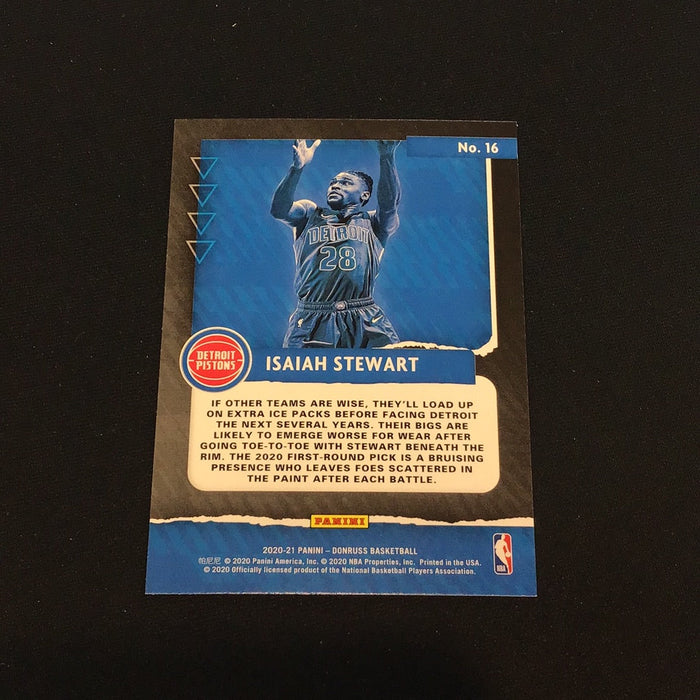 No. 16
DETROIT
28
DETROIT
PISTONS
ISAIAH STEWART
IF OTHER TEAMS ARE WISE, THEY'LL LOAD UP
ON EXTRA ICE PACKS BEFORE FACING DETROIT
THE NEXT SEVERAL YEARS. THEIR BIGS ARE
LIKELY TO EMERGE WORSE FOR WEAR AFTER
GOING TOE-TO-TOE WITH STEWART BENEATH THE
RIM. THE 2020 FIRST-ROUND PICK IS A BRUISING
PRESENCE WHO LEAVES FOES SCATTERED IN
THE PAINT AFTER EACH BATTLE.
PANINI
2020-21 PANINI – DONRUSS BASKETBALL
帕尼尼 © 2020 Panini America, Inc. © 2020 NBA Properties, Inc. Printed in the USA.
© 2020 Officially licensed product of the National Basketball Players Association.
NBA